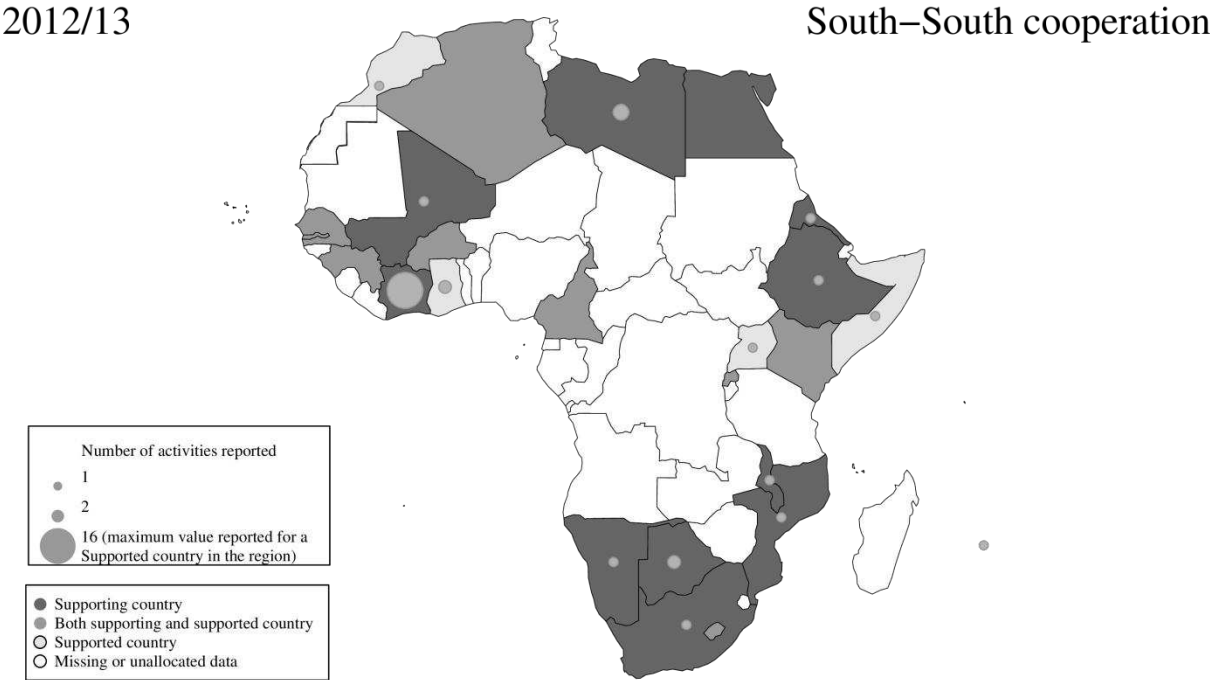 2012/13
South−South cooperation
Number of activities reported
1
2
16 (maximum value reported for a
Supported country in the region)
Supporting country
Both supporting and supported country
Supported country
Missing or unallocated data